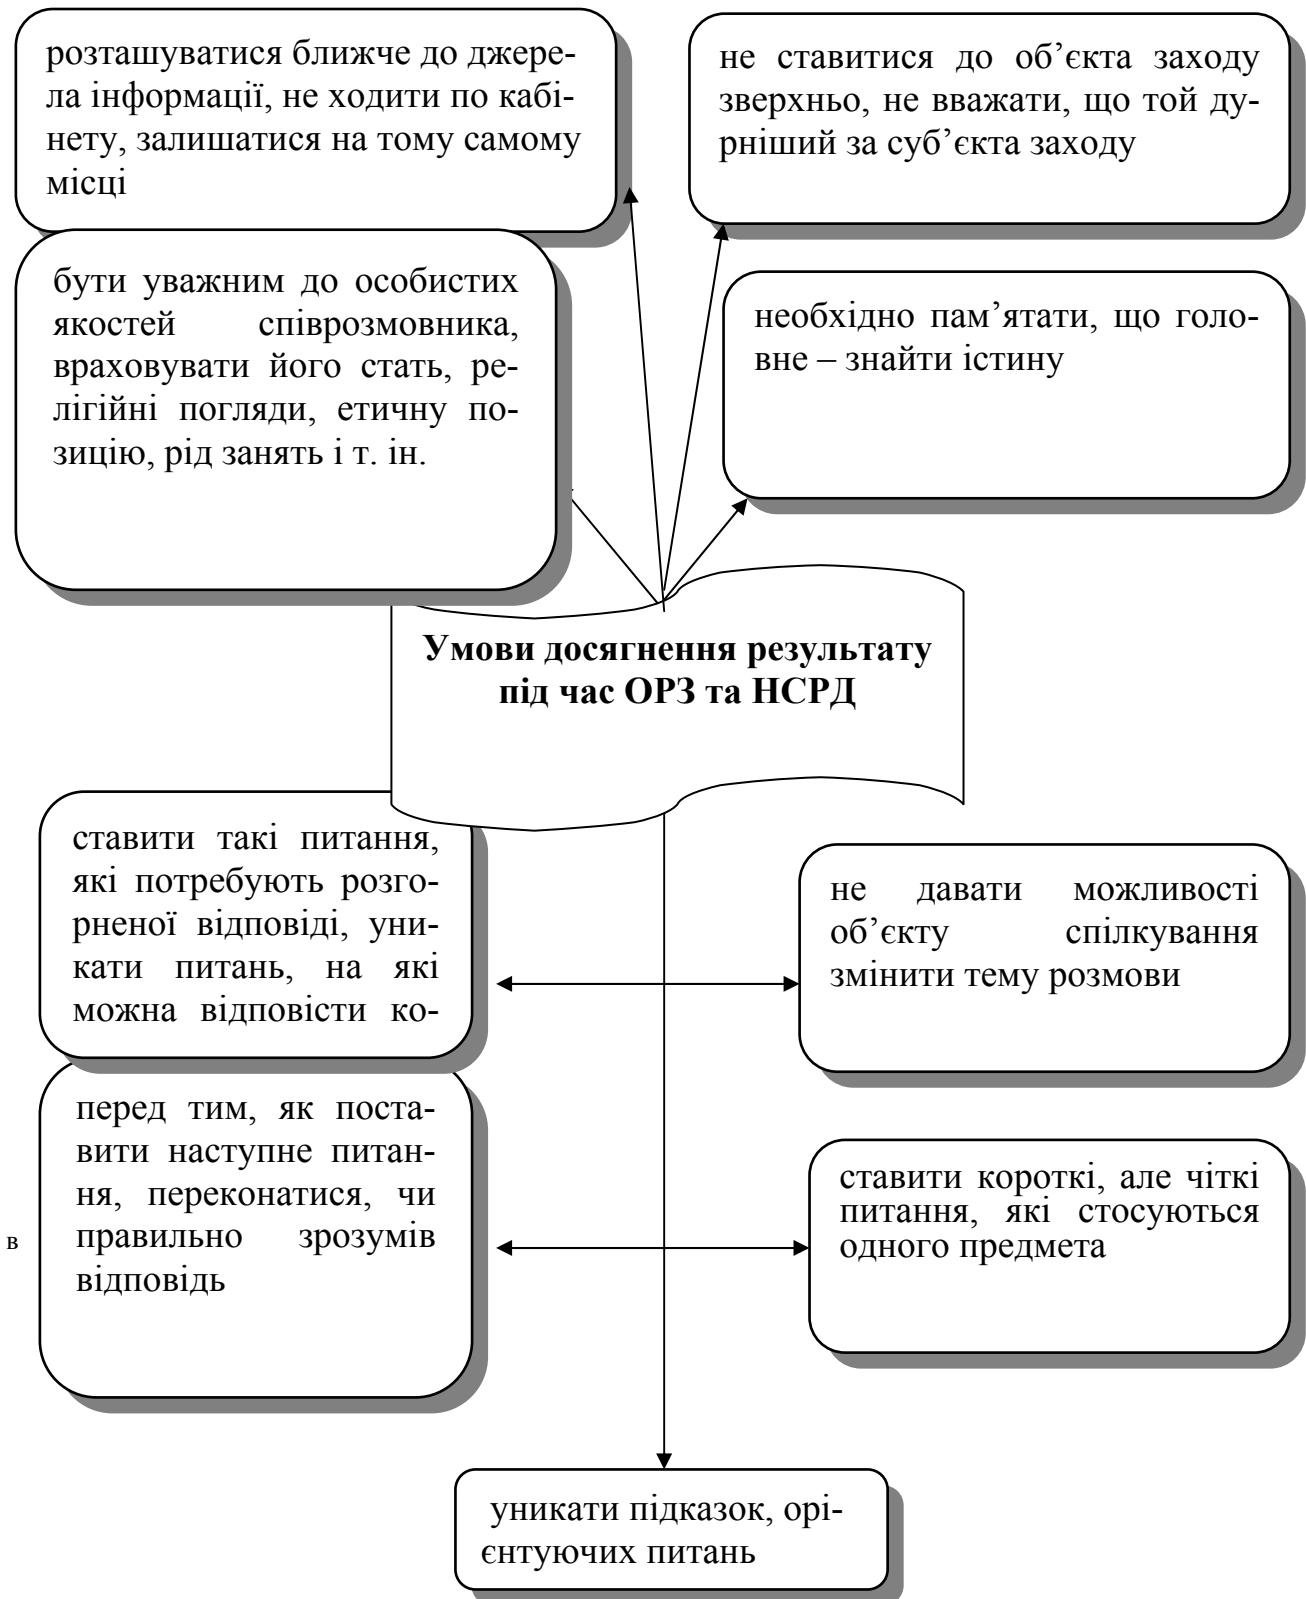 розташуватися ближче до джере-
ла інформації, не ходити по кабі-
нету, залишатися на тому самому
місці
не ставитися до об’єкта заходу
зверхньо, не вважати, що той ду-
рніший за суб’єкта заходу
бути уважним до особистих
якостей співрозмовника,
враховувати його стать, ре-
лігійні погляди, етичну по-
зицію, рід занять і т. ін.
необхідно пам’ятати, що голо-
вне – знайти істину
Умови досягнення результату
під час ОРЗ та НСРД
ставити такі питання,
які потребують розго-
рненої відповіді, уни-
кати питань, на які
можна відповісти ко-
не давати можливості
об’єкту спілкування
змінити тему розмови
перед тим, як поста-
вити наступне питан-
ня, переконатися, чи
правильно зрозумів
відповідь
в
ставити короткі, але чіткі
питання, які стосуються
одного предмета
уникати підказок, орі-
єнтуючих питань